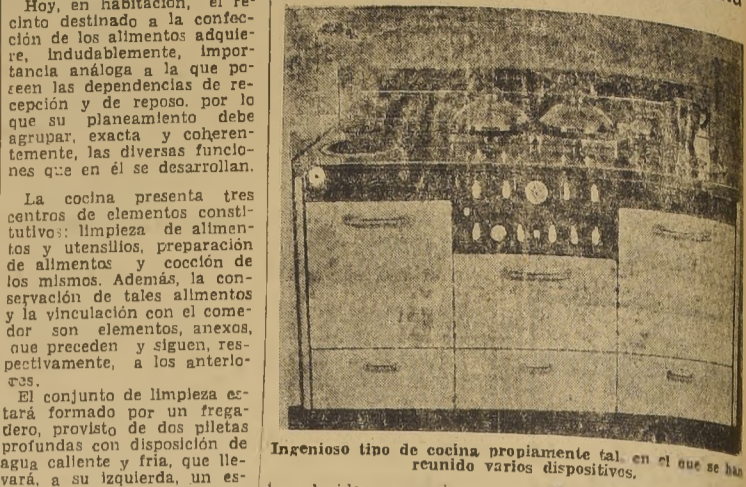 Hoy, en habitación, el re-
cinto destinado a la confec-
ción de los alimentos adquie-
re, indudablemente, impor-
tancia análoga a la que po-
seen las dependencias de re-
cepción y de reposo. por lo
que su planeamiento debe
agrupar, exacta y coheren-
temente, las diversas funcio-
nes que en él se desarrollan.
La cocina presenta tres
centros de elementos consti-
tutivos: limpieza de alimen-
tos y utensilios, preparación
de alimentos y cocción de
los mismos. Además, la con-
servación de tales alimentos
y la vinculación con el come-
dor son elementos, anexos,
que preceden y siguen, res-
pectivamente, a los anterio-
res.
El conjunto de limpieza es-
tará formado por un frega-
dero, provisto de dos piletas
profundas con disposición de
agua caliente y fria, que lle-
vará, a su izquierda, un es-
Ingenioso tipo de cocina propiamente tal, en el que se han
reunido varios dispositivos.